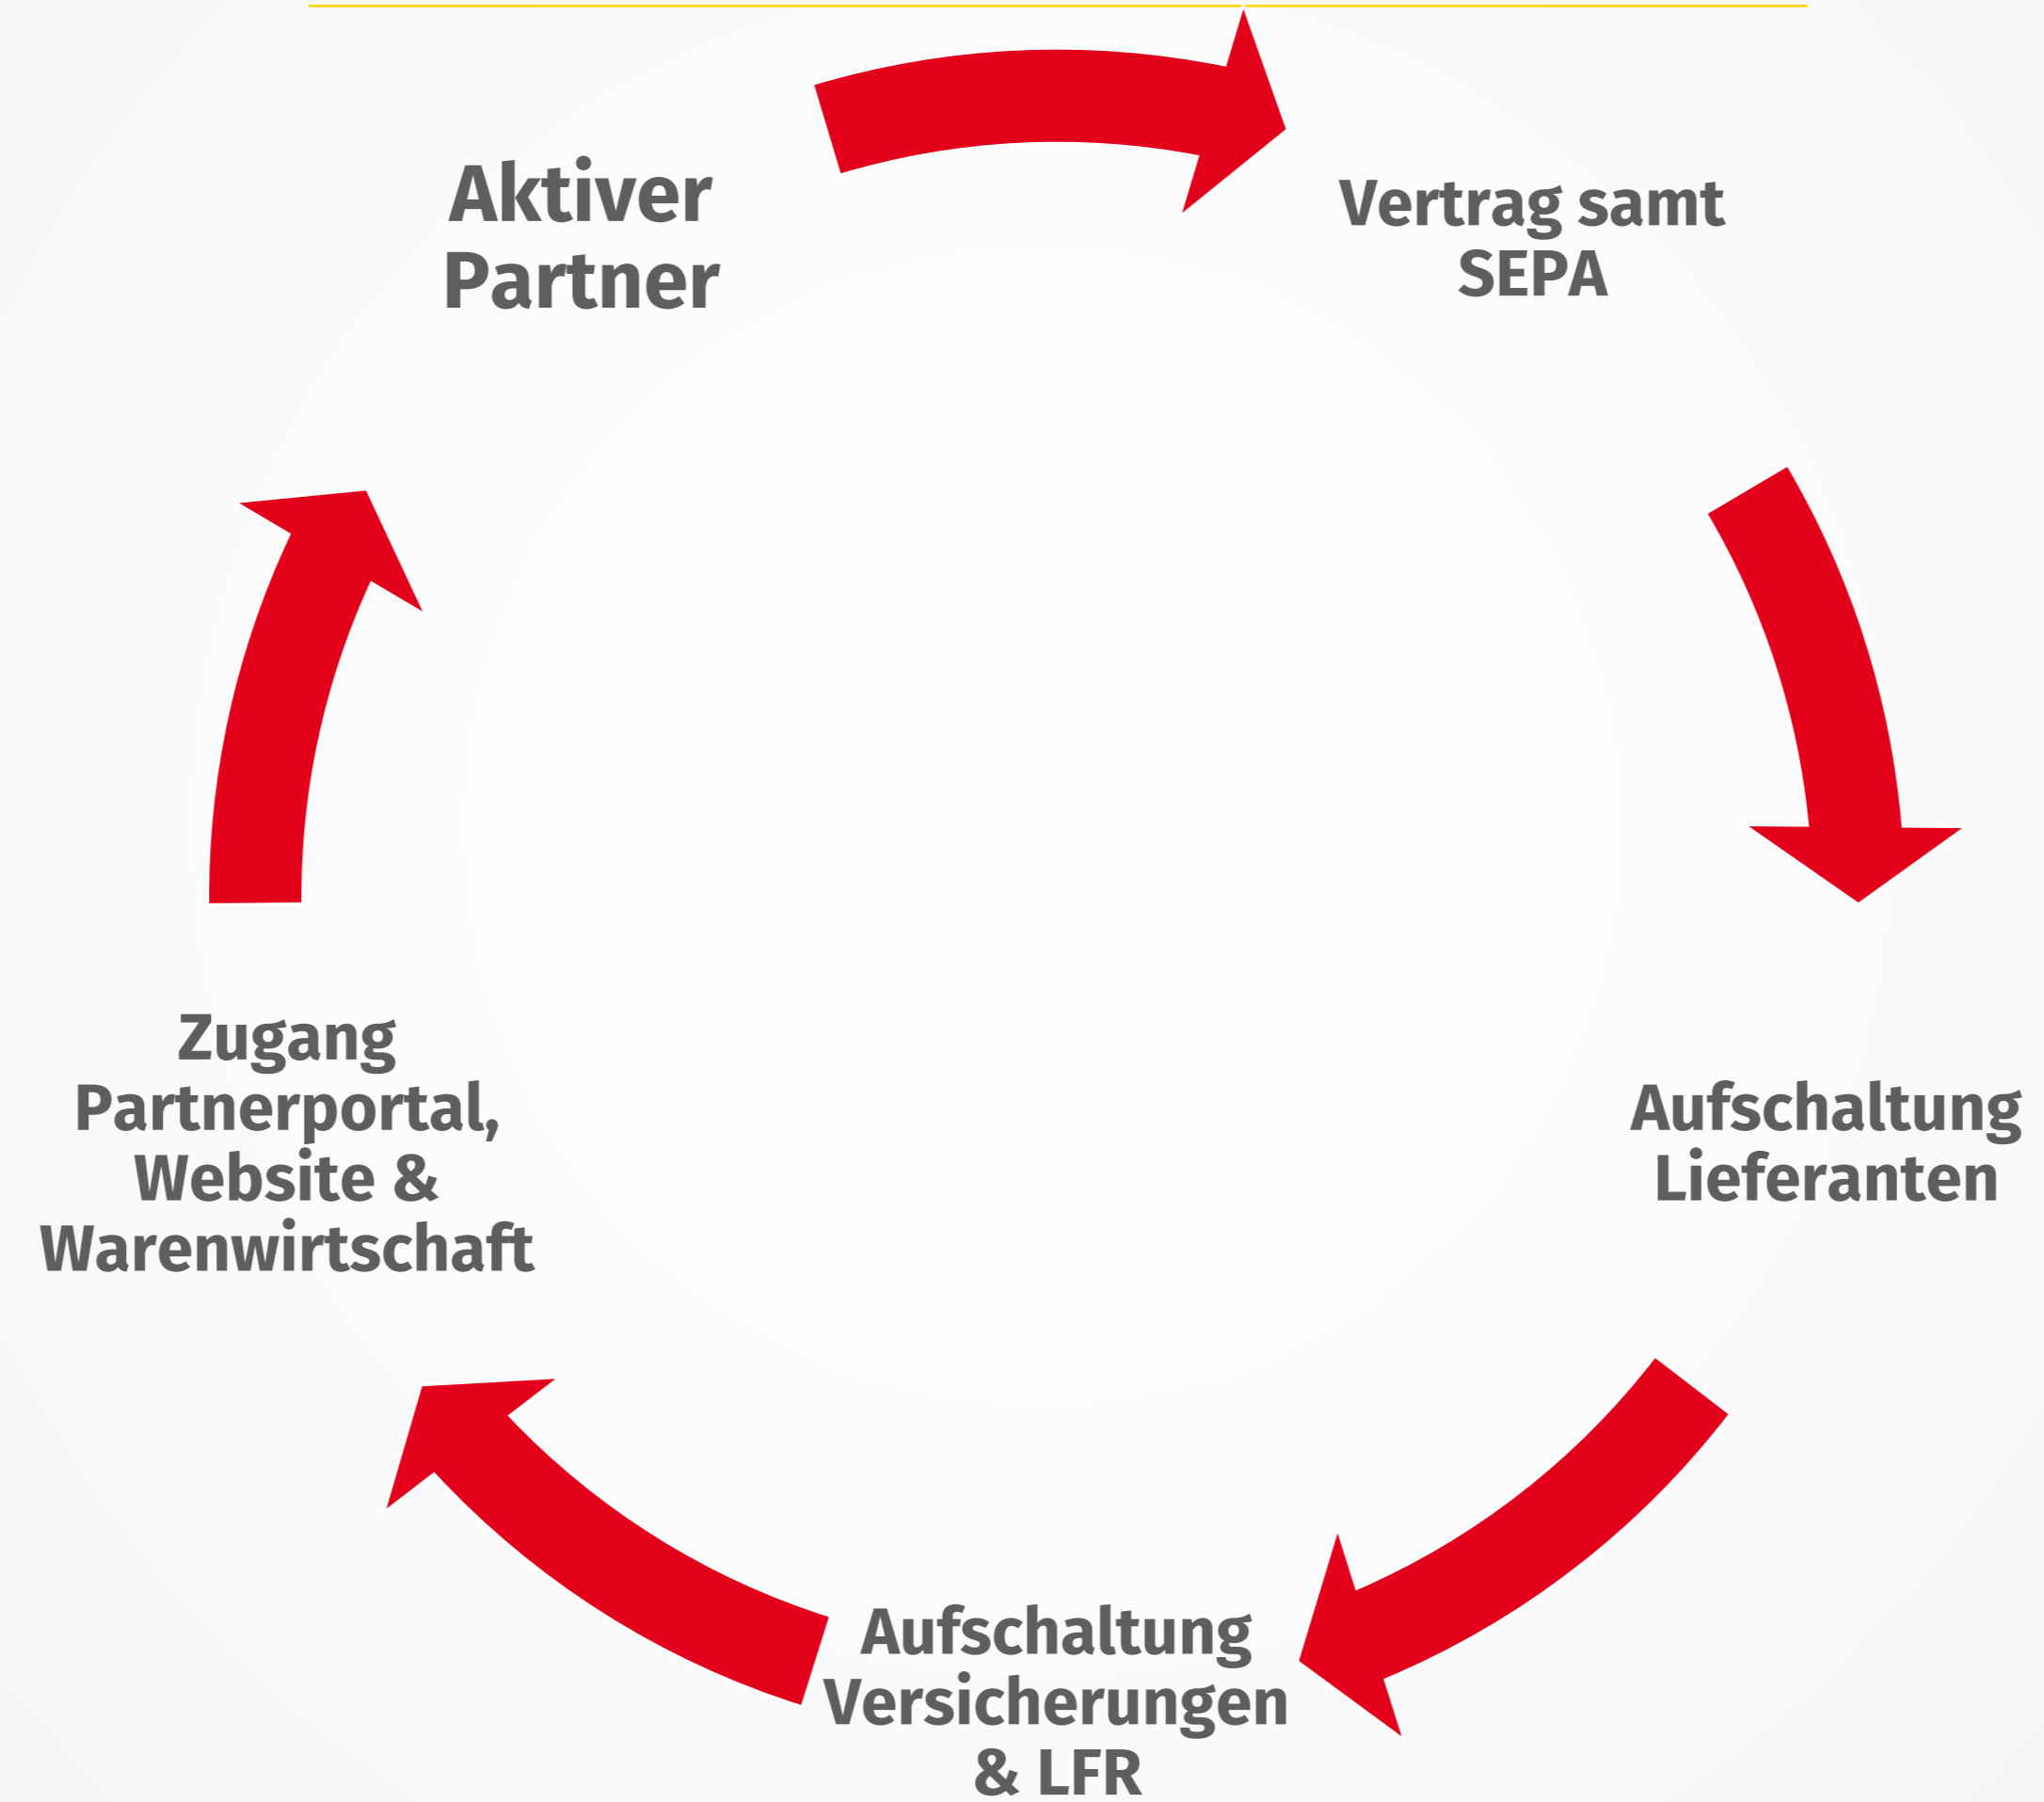 Aktiver
Partner
Vertrag samt
SEPA
Aufschaltung
Lieferanten
Aufschaltung
Versicherungen
& LFR
Zugang
Partnerportal,
Website &
Warenwirtschaft